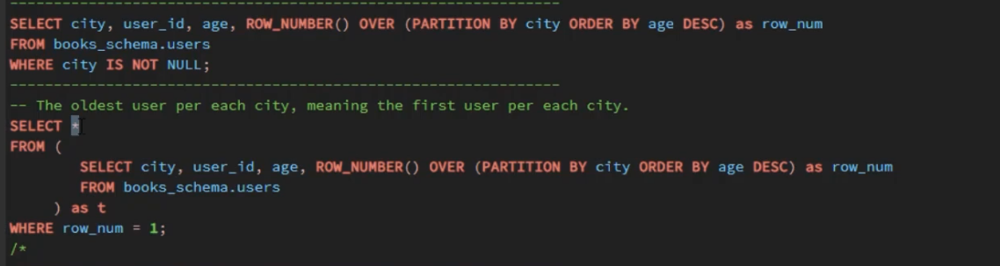 ----------------------------------------------------------------
SELECT city, user_id, age, ROW_NUMBER() OVER (PARTITION BY city ORDER BY age DESC) as row_num
FROM books_schema.users
WHERE city IS NOT NULL;
----------------------------------------------------------------
-- The oldest user per each city, meaning the first user per each city.
SELECT *
FROM (
        SELECT city, user_id, age, ROW_NUMBER() OVER (PARTITION BY city ORDER BY age DESC) as row_num
        FROM books_schema.users
     ) as t
WHERE row_num = 1;
/*